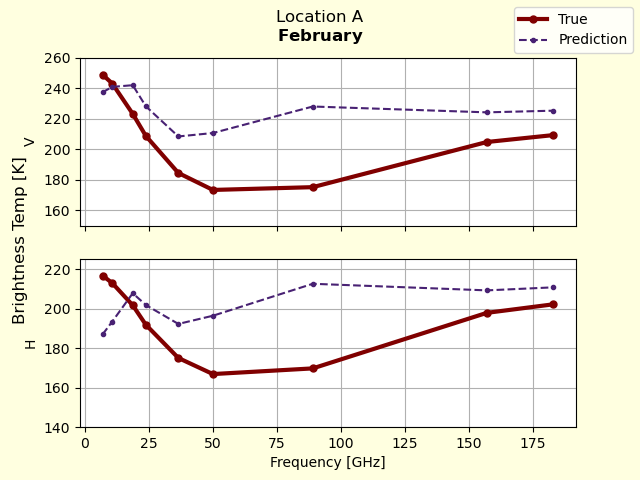 Location A
February
True
Prediction
260
240
220
200
180
160
V
Brightness Temp [K]
220
200
180
160
140
H
0 25 50 75 100 125 150 175
Frequency [GHz]